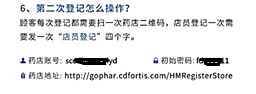 6、第二次登记怎么操作？
顾客每次登记都需要扫一次药店二维码，店员登记一次需
要发一次“店员登记”四个字。
药店账号：sc yd 初始密码：f 1
药店地址：http://gophar.cdfortis.com/HMRegisterStore